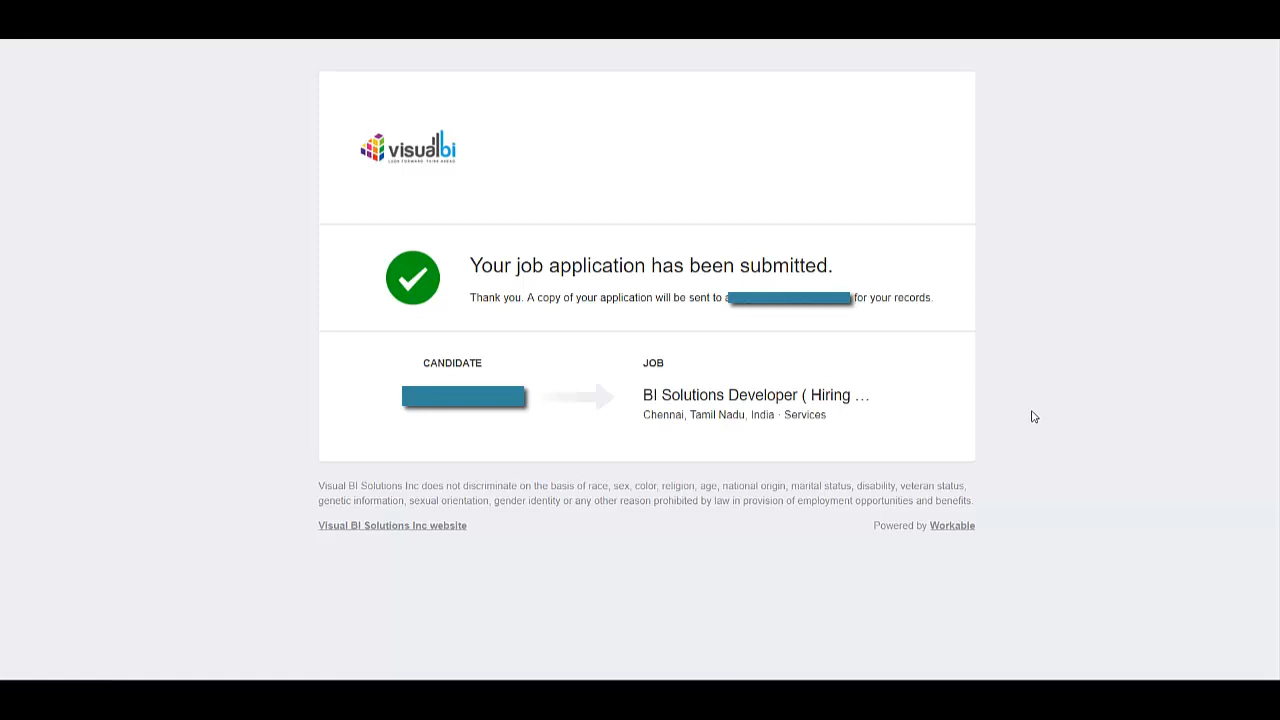 visualbi
LOOK FORWARD THINK AHEAD
Your job application has been submitted.
Thank you. A copy of your application will be sent to for your records.
CANDIDATE
JOB
BI Solutions Developer ( Hiring …
Chennai, Tamil Nadu, India · Services
Visual BI Solutions Inc does not discriminate on the basis of race, sex, color, religion, age, national origin, marital status, disability, veteran status,
genetic information, sexual orientation, gender identity or any other reason prohibited by law in provision of employment opportunities and benefits.
Visual BI Solutions Inc website
Powered by Workable